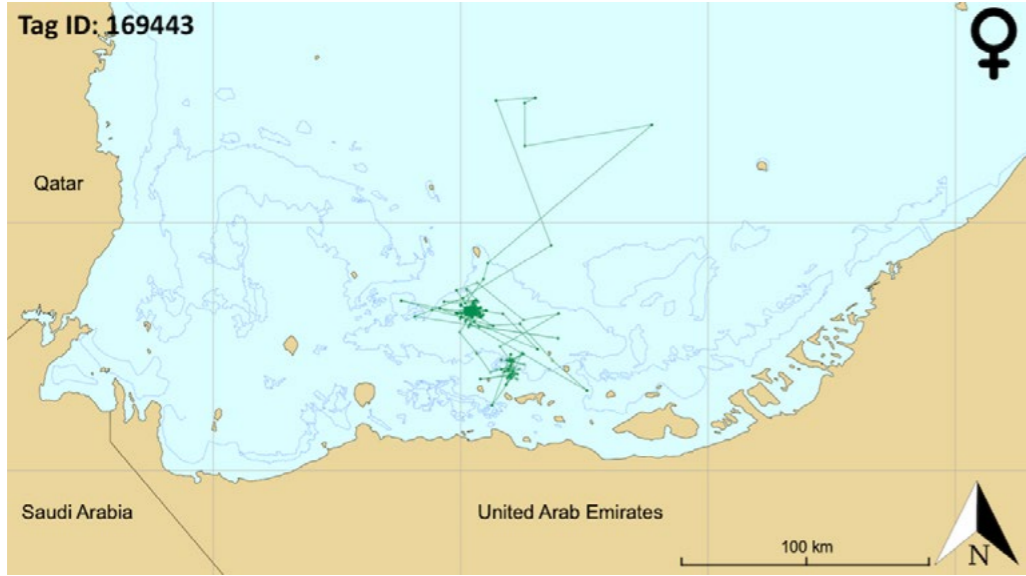 Tag ID: 169443
Qatar
Saudi Arabia
United Arab Emirates
100 km
N